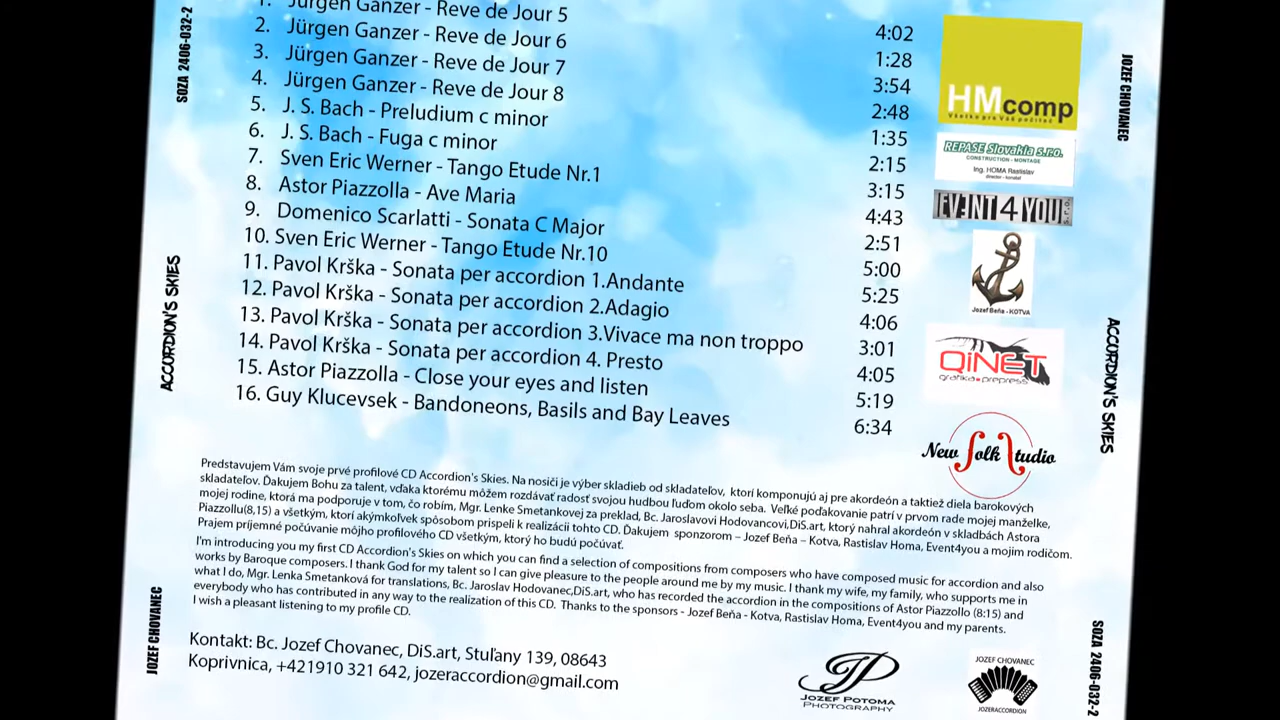 1. Jürgen Ganzer - Reve de Jour 5 4:02
2. Jürgen Ganzer - Reve de Jour 6 1:28
3. Jürgen Ganzer - Reve de Jour 7 3:54
4. Jürgen Ganzer - Reve de Jour 8 2:48
5. J. S. Bach - Preludium c minor 1:35
6. J. S. Bach - Fuga c minor 2:15
7. Sven Eric Werner - Tango Etude Nr.1 3:15
8. Astor Piazzolla - Ave Maria 4:43
9. Domenico Scarlatti - Sonata C Major 2:51
10. Sven Eric Werner - Tango Etude Nr.10 5:00
11. Pavol Krška - Sonata per accordion 1.Andante 5:25
12. Pavol Krška - Sonata per accordion 2.Adagio 4:06
13. Pavol Krška - Sonata per accordion 3.Vivace ma non troppo 3:01
14. Pavol Krška - Sonata per accordion 4. Presto 4:05
15. Astor Piazzolla - Close your eyes and listen 5:19
16. Guy Klucevsek - Bandoneons, Basils and Bay Leaves 6:34
HMcomp
Všetko pre Váš počítač
REPASE Slovakia s.r.o.
CONSTRUCTION - MONTAGE
Ing. HOMA Rastislav
EVENT4YOU s.r.o.
Jozef Beňa - KOTVA
QiNET
grafika prepress
New Folk Studio
Predstavujem Vám svoje prvé profilové CD Accordion's Skies. Na nosiči je výber skladieb od skladateľov, ktorí komponujú aj pre akordeón a taktiež diela barokových
skladateľov. Ďakujem Bohu za talent, vďaka ktorému môžem rozdávať radosť svojou hudbou ľuďom okolo seba. Veľké poďakovanie patrí v prvom rade mojej manželke,
mojej rodine, ktorá ma podporuje v tom, čo robím, Mgr. Lenke Smetankovej za preklad, Bc. Jaroslavovi Hodovancovi,DiS.art, ktorý nahral akordeón v skladbách Astora
Piazzollu(8,15) a všetkým, ktorí akýmkoľvek spôsobom prispeli k realizácii tohto CD. Ďakujem sponzorom – Jozef Beňa – Kotva, Rastislav Homa, Event4you a mojim rodičom.
Prajem príjemné počúvanie môjho profilového CD všetkým, ktorý ho budú počúvať.
I'm introducing you my first CD Accordion's Skies on which you can find a selection of compositions from composers who have composed music for accordion and also
works by Baroque composers. I thank God for my talent so I can give pleasure to the people around me by my music. I thank my wife, my family, who supports me in
what I do, Mgr. Lenka Smetanková for translations, Bc. Jaroslav Hodovanec,DiS.art, who has recorded the accordion in the compositions of Astor Piazzollo (8:15) and
everybody who has contributed in any way to the realization of this CD. Thanks to the sponsors - Jozef Beňa - Kotva, Rastislav Homa, Event4you and my parents.
I wish a pleasant listening to my profile CD.
Kontakt: Bc. Jozef Chovanec, DiS.art, Stuľany 139, 08643
Koprivnica, +421910 321 642, jozeraccordion@gmail.com
JOZEF POTOMA
PHOTOGRAPHY
JOZEF CHOVANEC
JOZERACCORDION
SOZA 2406-032-2
ACCORDION'S SKIES
JOZEF CHOVANEC
JOZEF CHOVANEC
ACCORDION'S SKIES
SOZA 2406-032-2